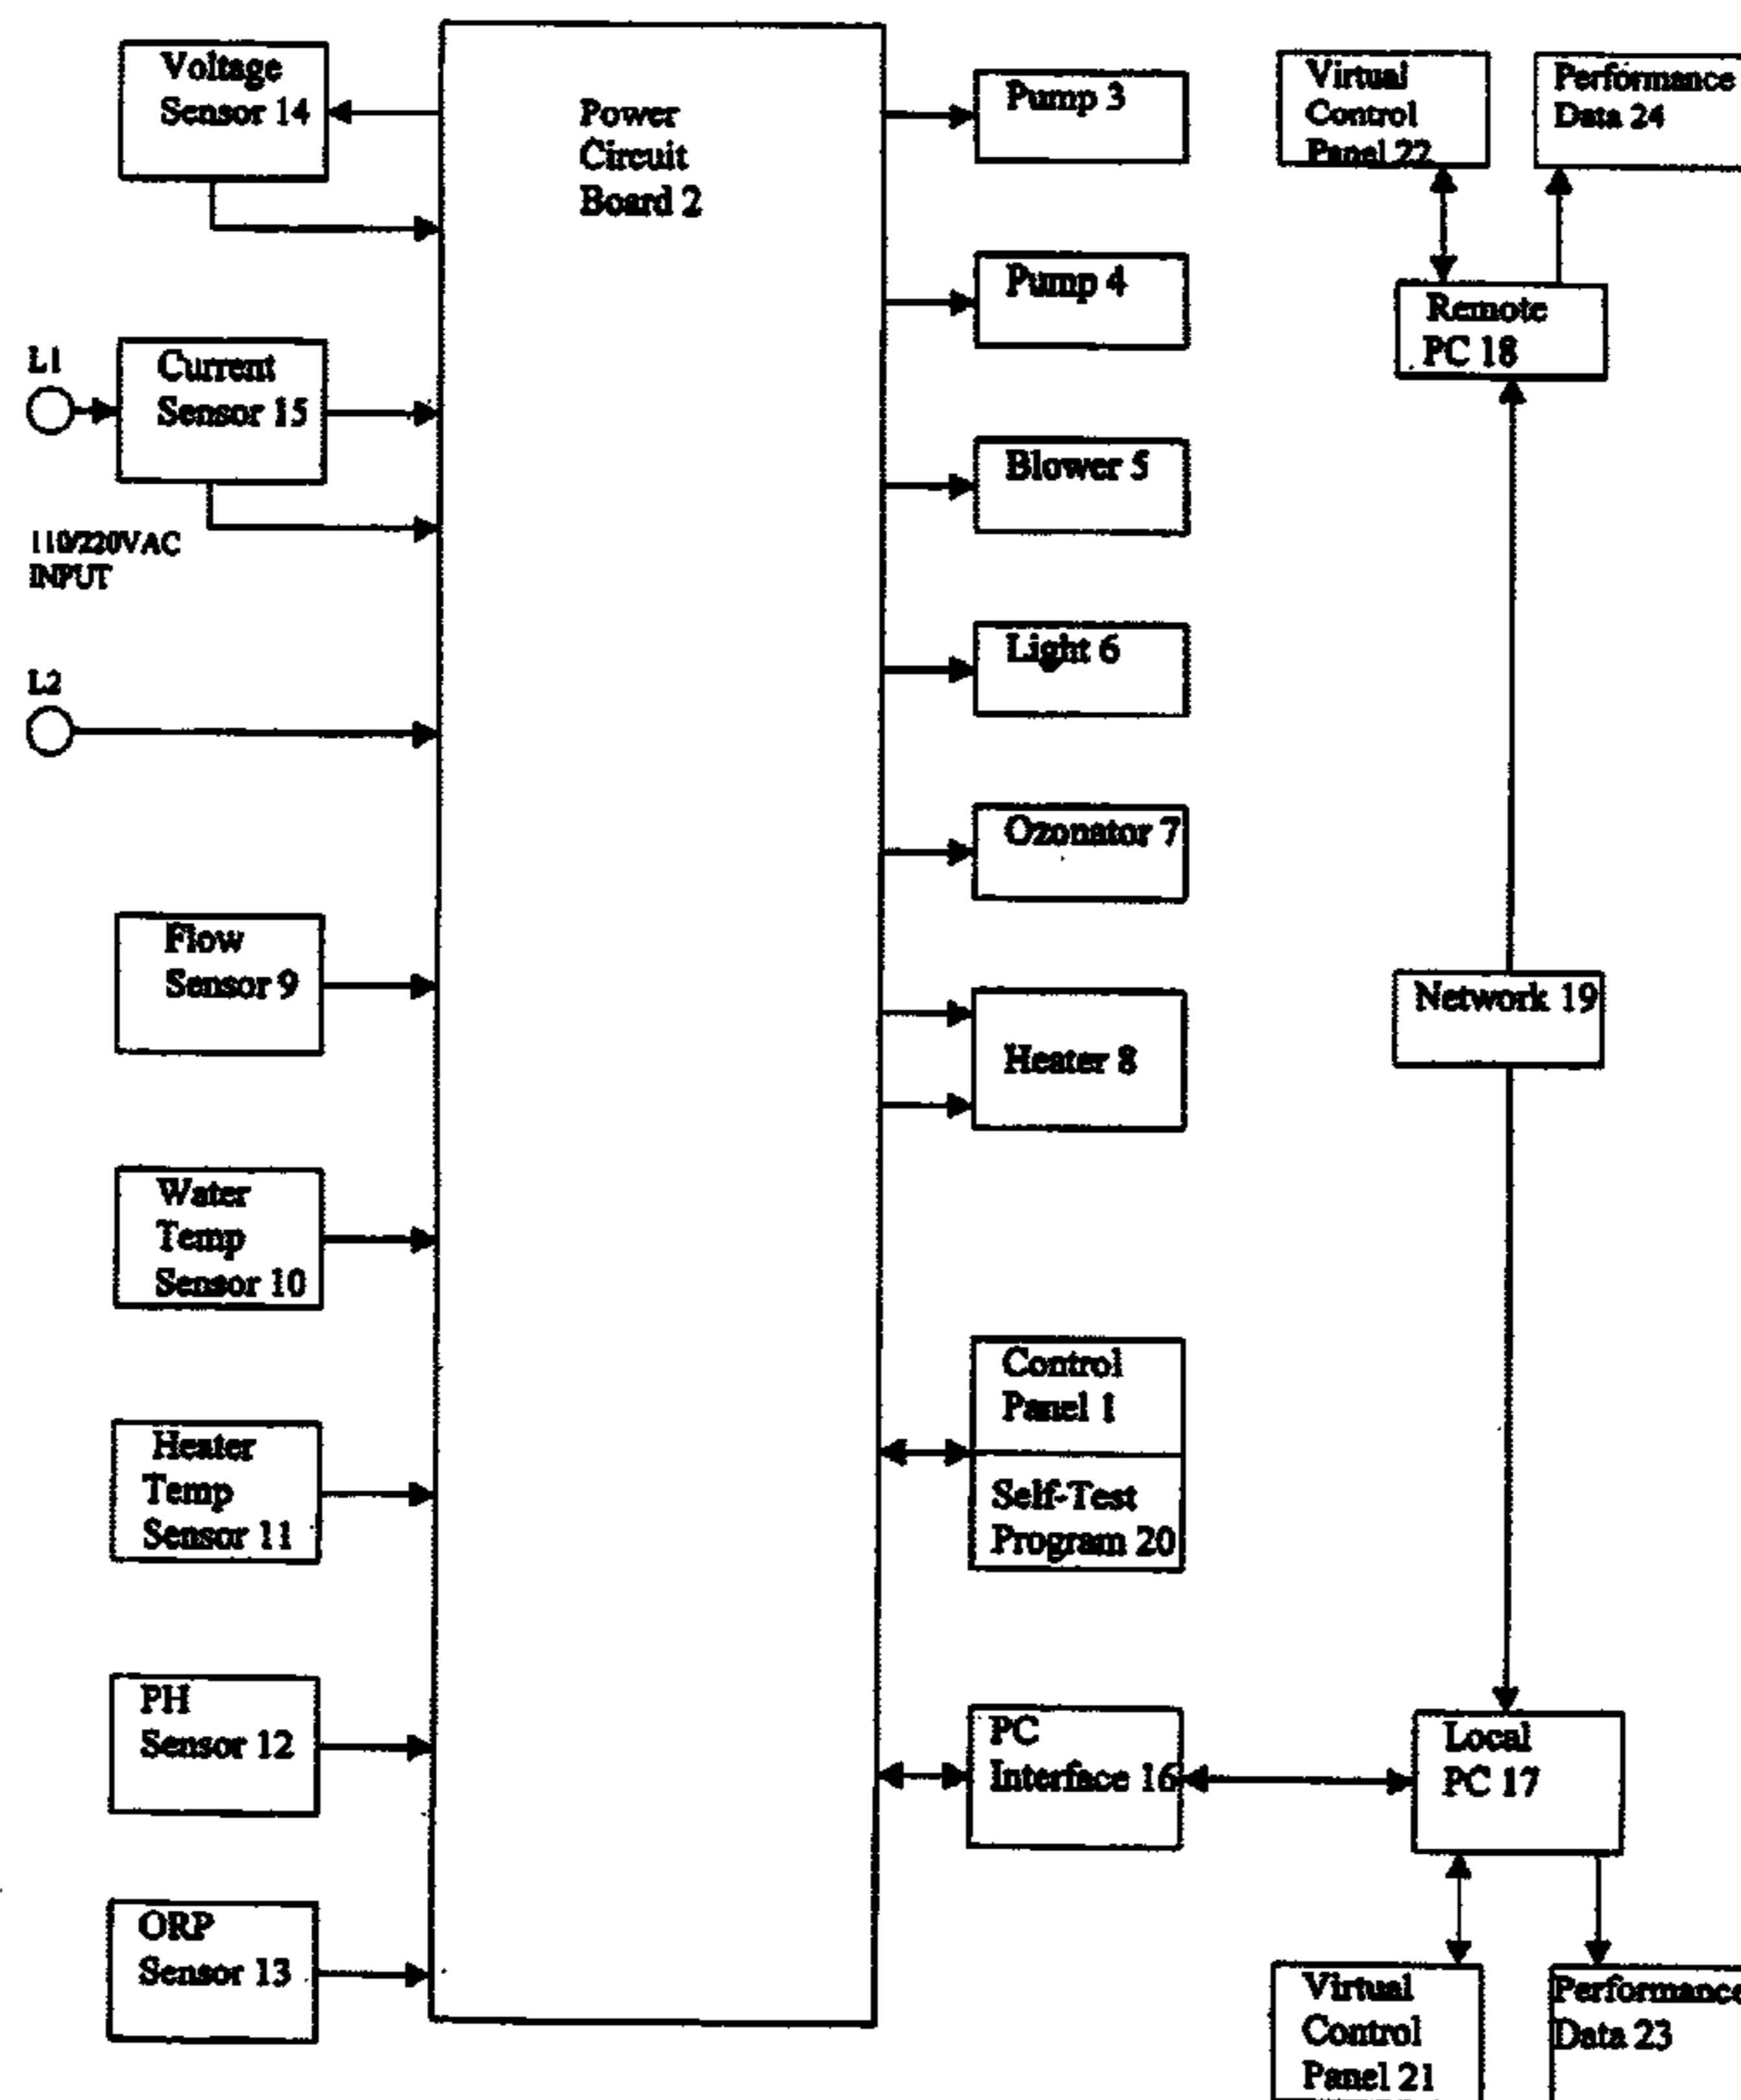 Voltage
Sensor 14
L1
Current
Sensor 15
110/220VAC
INPUT
L2
Flow
Sensor 9
Water
Temp
Sensor 10
Heater
Temp
Sensor 11
PH
Sensor 12
ORP
Sensor 13
Power
Circuit
Board 2
Pump 3
Pump 4
Blower 5
Light 6
Ozonator 7
Heater 8
Control
Panel 1
Self-Test
Program 20
PC
Interface 16
Virtual
Control
Panel 22
Performance
Data 24
Remote
PC 18
Network 19
Local
PC 17
Virtual
Control
Panel 21
Performance
Data 23